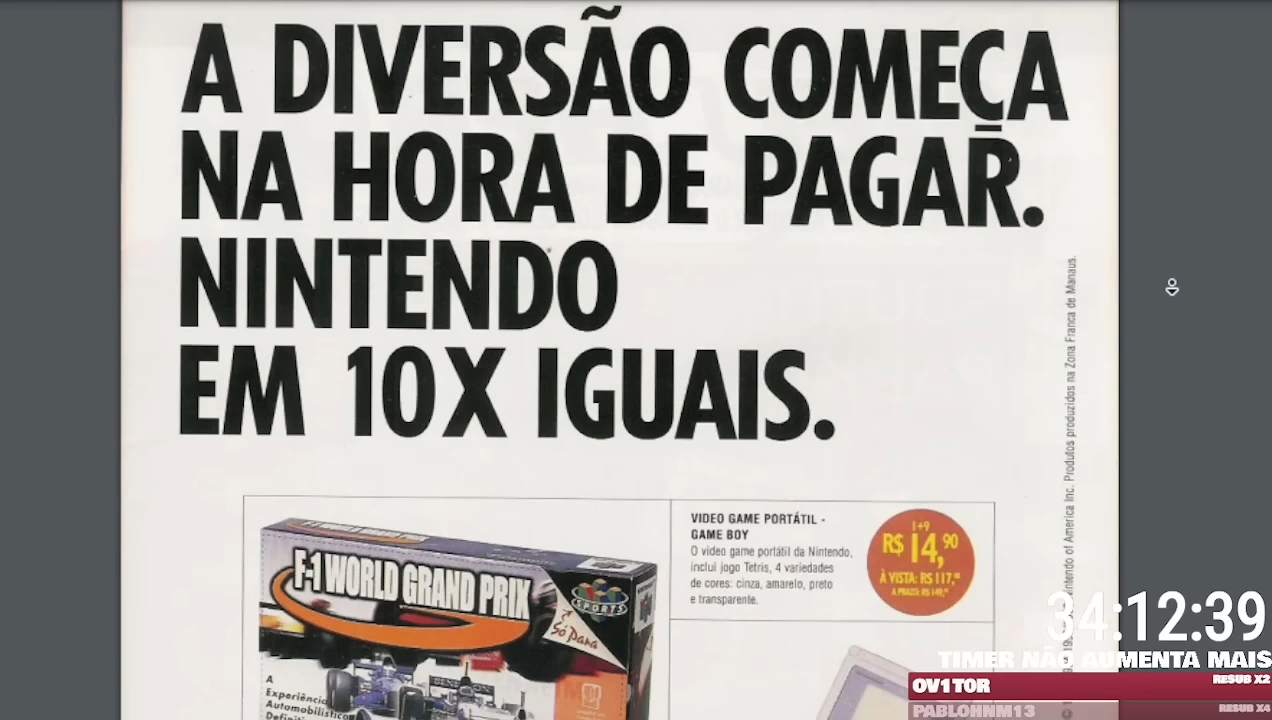 A DIVERSÃO COMEÇA
NA HORA DE PAGAR.
NINTENDO
EM 10X IGUAIS.
F-1 WORLD GRAND PRIX
SPORTS
Só para
A
Experiência
Automobilística
VIDEO GAME PORTÁTIL -
GAME BOY
O video game portátil da Nintendo,
inclui jogo Tetris, 4 variedades
de cores: cinza, amarelo, preto
e transparente.
1+9
R$ 14,90
À VISTA: R$ 117,
A PRAZO: R$ 149,
Nintendo of America Inc. Produtos produzidos na Zona Franca de Manaus.
34:12:39
TIMER NÃO AUMENTA MAIS
OV1TOR RESUB X2
PABLOHNM13 RESUB X4